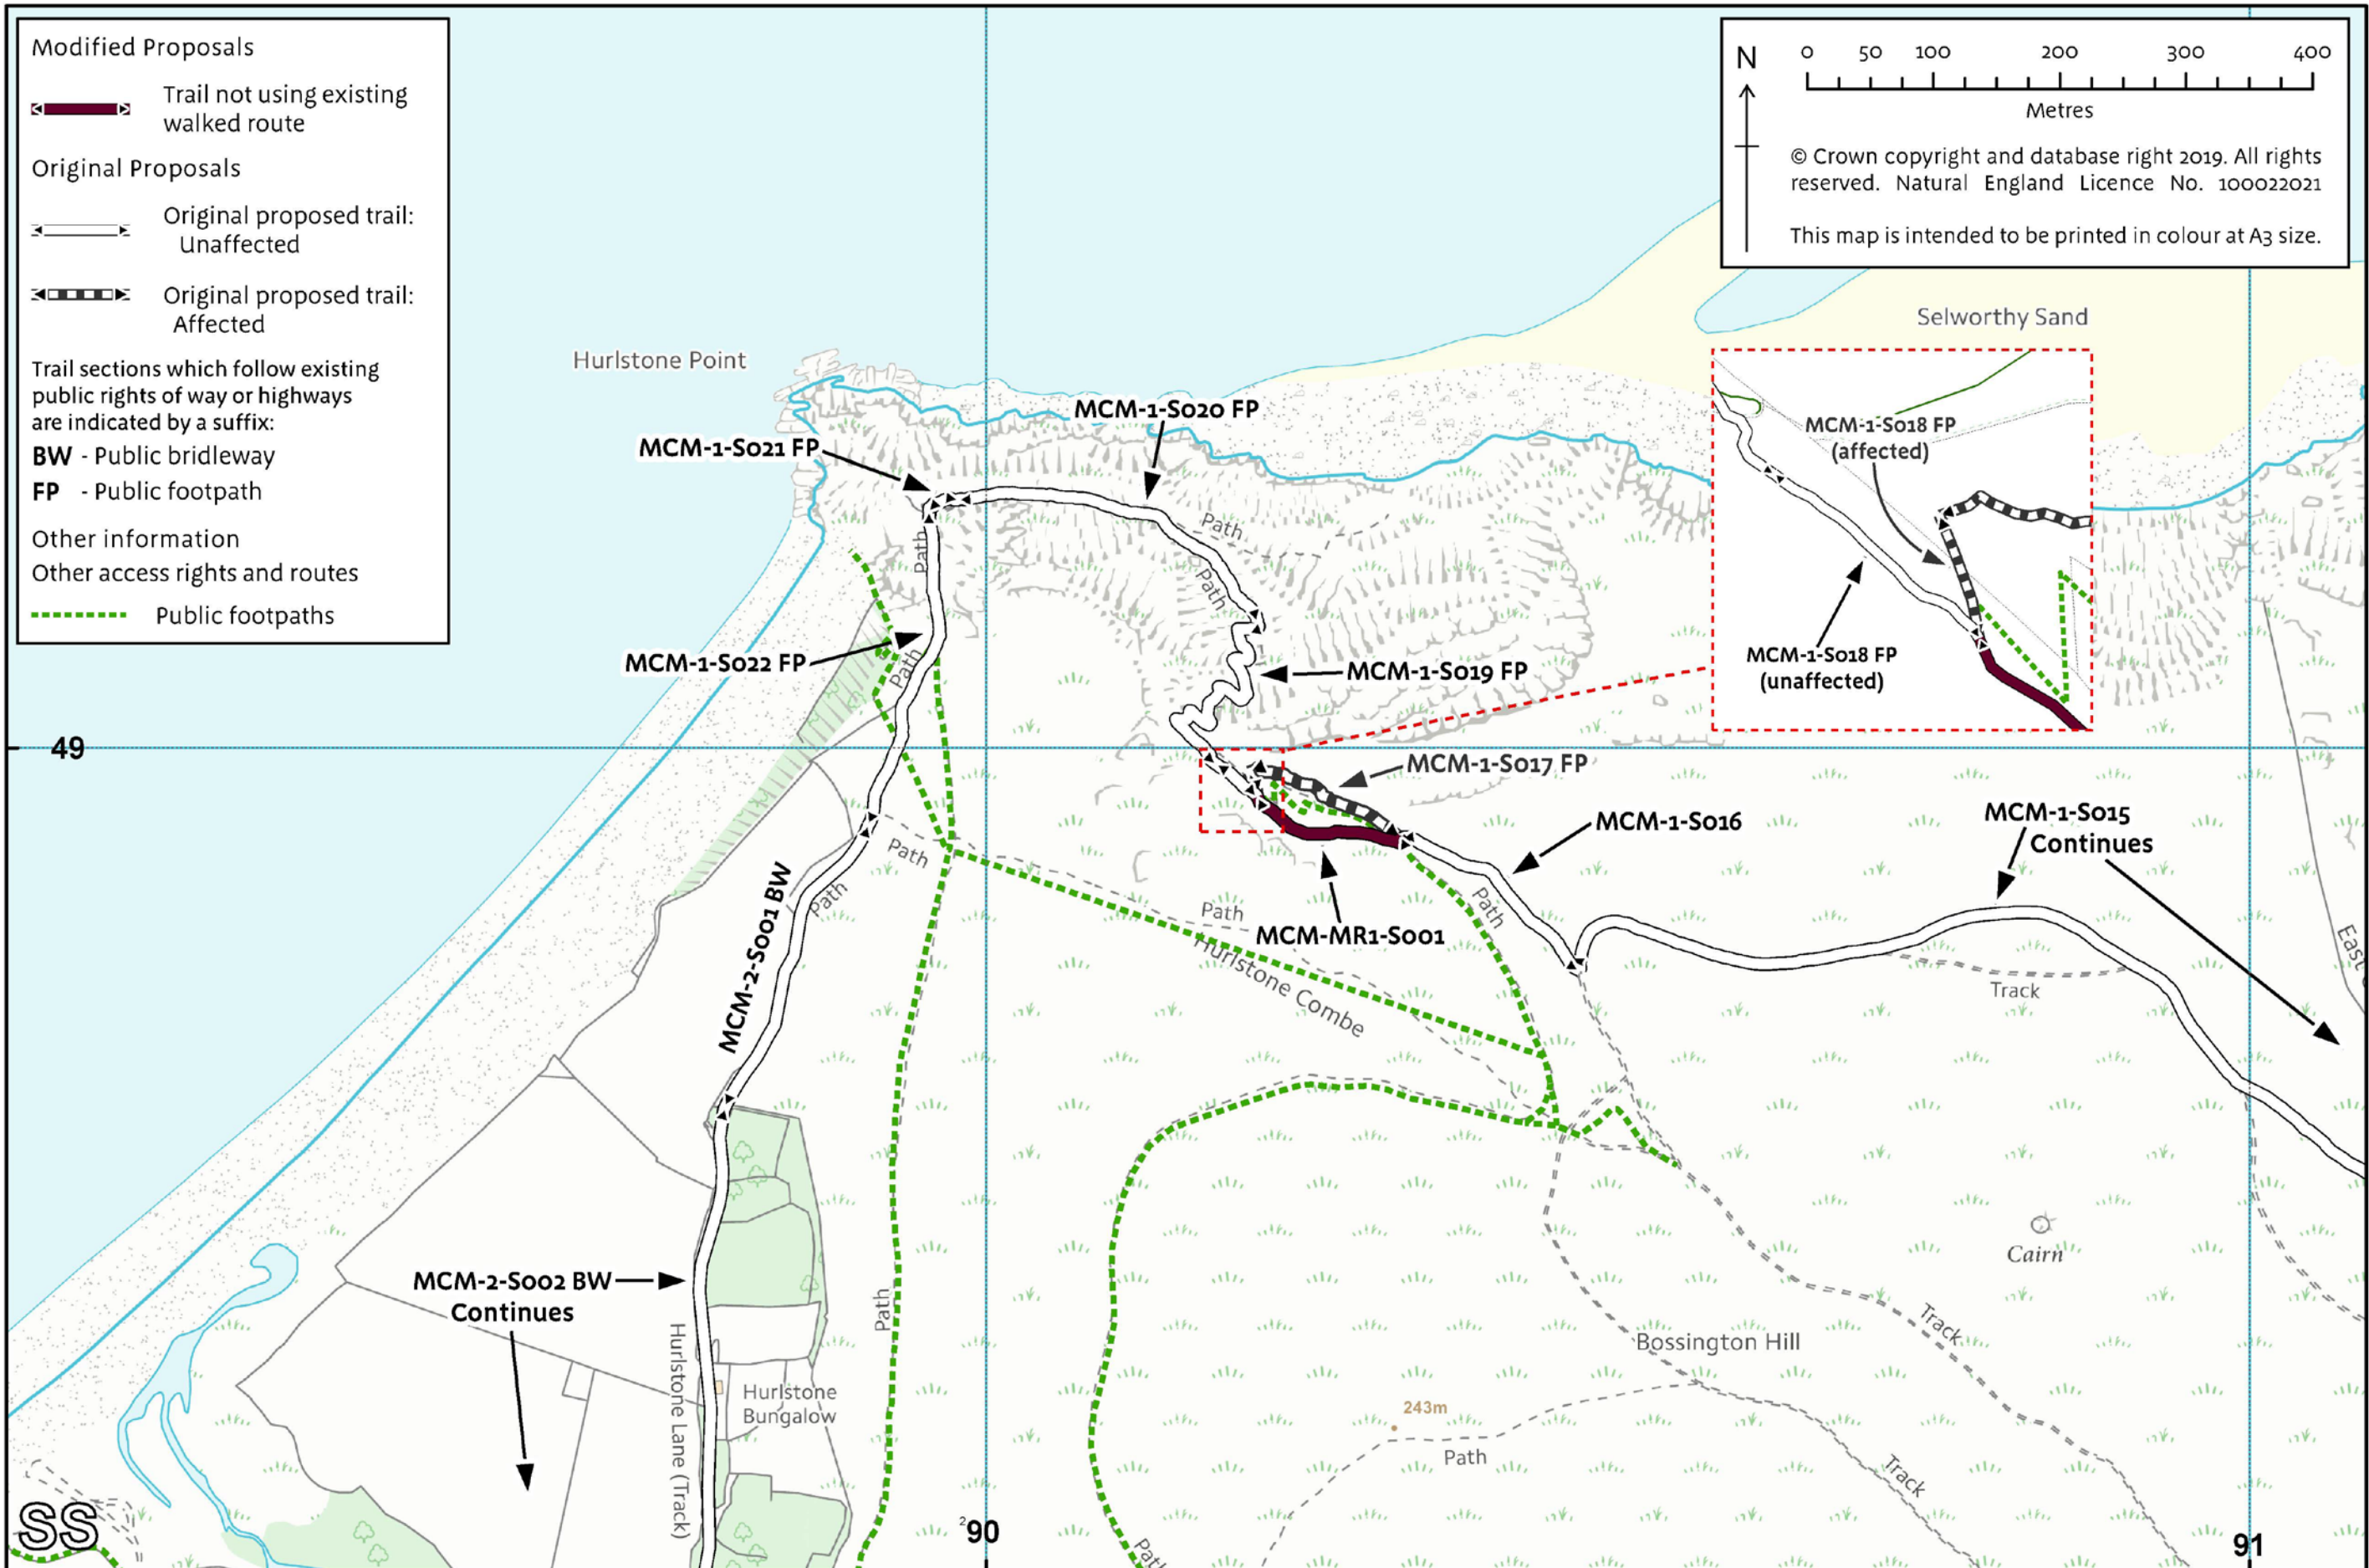 Modified Proposals
Trail not using existing
walked route
Original Proposals
Original proposed trail:
Unaffected
Original proposed trail:
Affected
Trail sections which follow existing
public rights of way or highways
are indicated by a suffix:
BW - Public bridleway
FP - Public footpath
Other information
Other access rights and routes
Public footpaths
N
0 50 100 200 300 400
Metres
© Crown copyright and database right 2019. All rights
reserved. Natural England Licence No. 100022021
This map is intended to be printed in colour at A3 size.
Selworthy Sand
Hurlstone Point
MCM-1-S020 FP
MCM-1-S021 FP
MCM-1-S018 FP
(affected)
Path
Path
Path
MCM-1-S022 FP
Path
MCM-1-S019 FP
MCM-1-S018 FP
(unaffected)
49
MCM-1-S017 FP
MCM-1-S016
MCM-1-S015
Continues
Path
Path
MCM-2-S001 BW
Path
Path
MCM-MR1-S001
Hurlstone Combe
Track
East
Cairn
MCM-2-S002 BW
Continues
Path
Hurlstone Lane (Track)
Hurlstone
Bungalow
Bossington Hill
Track
243m
Path
Track
SS
²90
Path
91